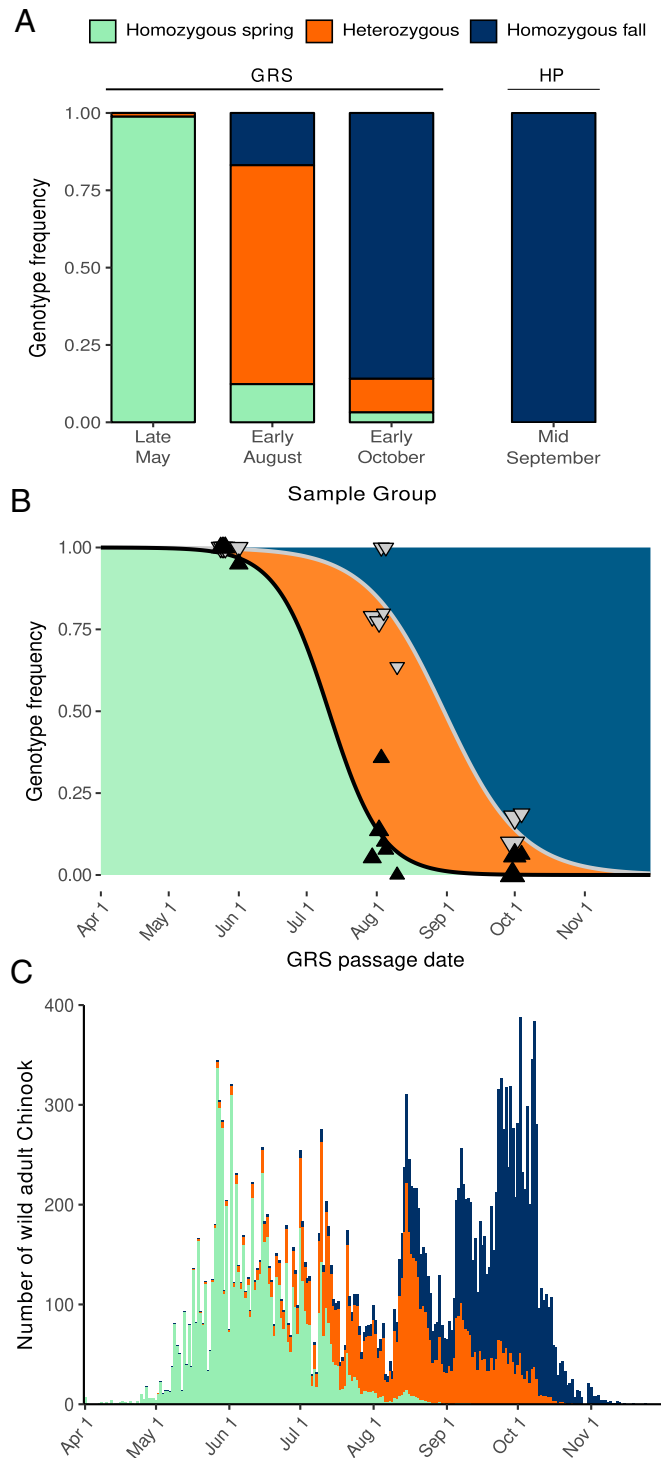 A
Homozygous spring Heterozygous Homozygous fall
GRS HP
Genotype frequency
1.00
0.75
0.50
0.25
0.00
Late May
Early August
Early October
Mid September
Sample Group
B
Genotype frequency
1.00
0.75
0.50
0.25
0.00
Apr 1 May 1 Jun 1 Jul 1 Aug 1 Sep 1 Oct 1 Nov 1
GRS passage date
C
Number of wild adult Chinook
400
300
200
100
0
Apr 1 May 1 Jun 1 Jul 1 Aug 1 Sep 1 Oct 1 Nov 1